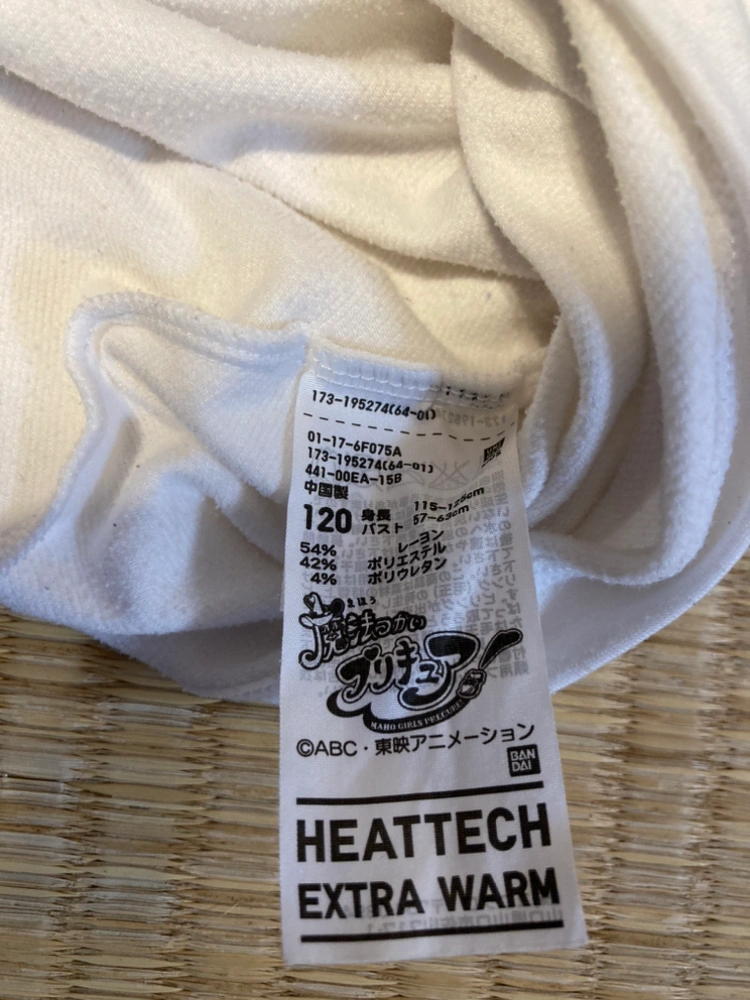 173-195274(64-01)
01-17-6F075A
173-195274(64-01)
441-00EA-15B
中国製
120 身長 115~125cm
バスト 57~63cm
54% レーヨン
42% ポリエステル
4% ポリウレタン
まほう
魔法つかい
プリキュア!
MAHO GIRLS PRECURE!
©ABC・東映アニメーション
BAN
DAI
HEATTECH
EXTRA WARM